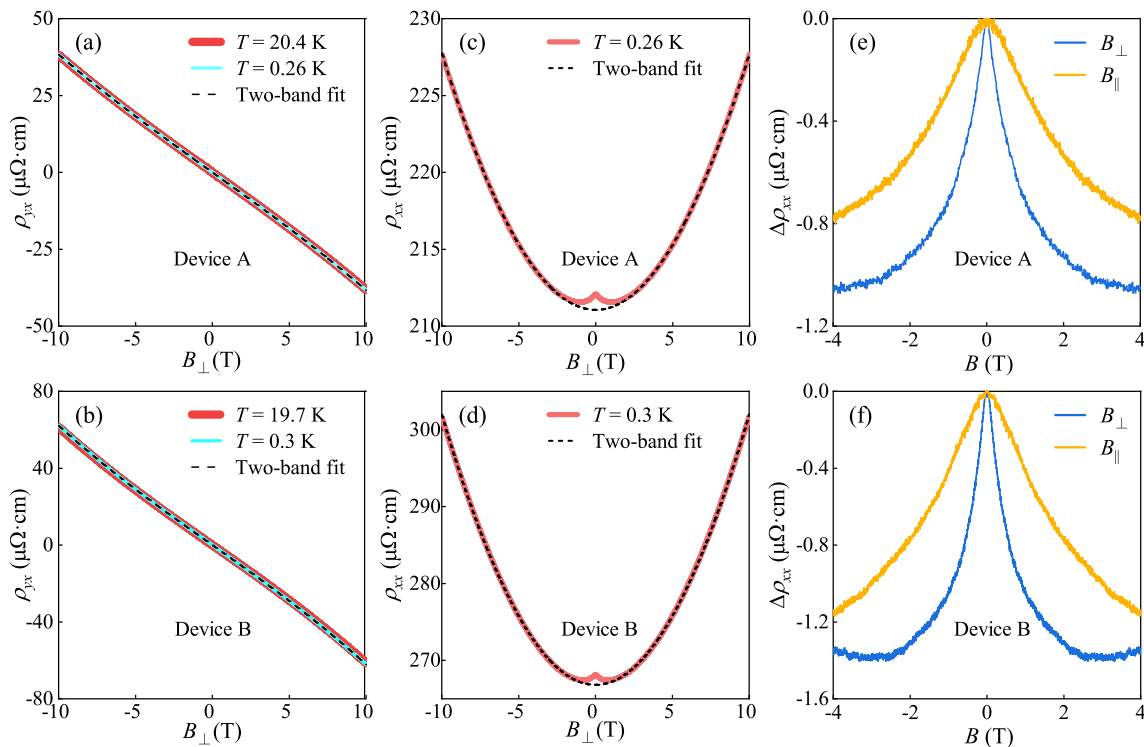 (a)
T = 20.4 K
T = 0.26 K
Two-band fit
Device A
50
25
0
-25
-50
ρyx (μΩ·cm)
-10
-5
0
5
10
B⊥(T)
(c)
T = 0.26 K
Two-band fit
Device A
230
225
220
215
210
ρxx (μΩ·cm)
-10
-5
0
5
10
B⊥(T)
(e)
B⊥
B∥
Device A
0.0
-0.4
-0.8
-1.2
Δρxx (μΩ·cm)
-4
-2
0
2
4
B (T)
(b)
T = 19.7 K
T = 0.3 K
Two-band fit
Device B
80
40
0
-40
-80
ρyx (μΩ·cm)
-10
-5
0
5
10
B⊥(T)
(d)
T = 0.3 K
Two-band fit
Device B
300
290
280
270
ρxx (μΩ·cm)
-10
-5
0
5
10
B⊥(T)
(f)
B⊥
B∥
Device B
0.0
-0.4
-0.8
-1.2
-1.6
Δρxx (μΩ·cm)
-4
-2
0
2
4
B (T)